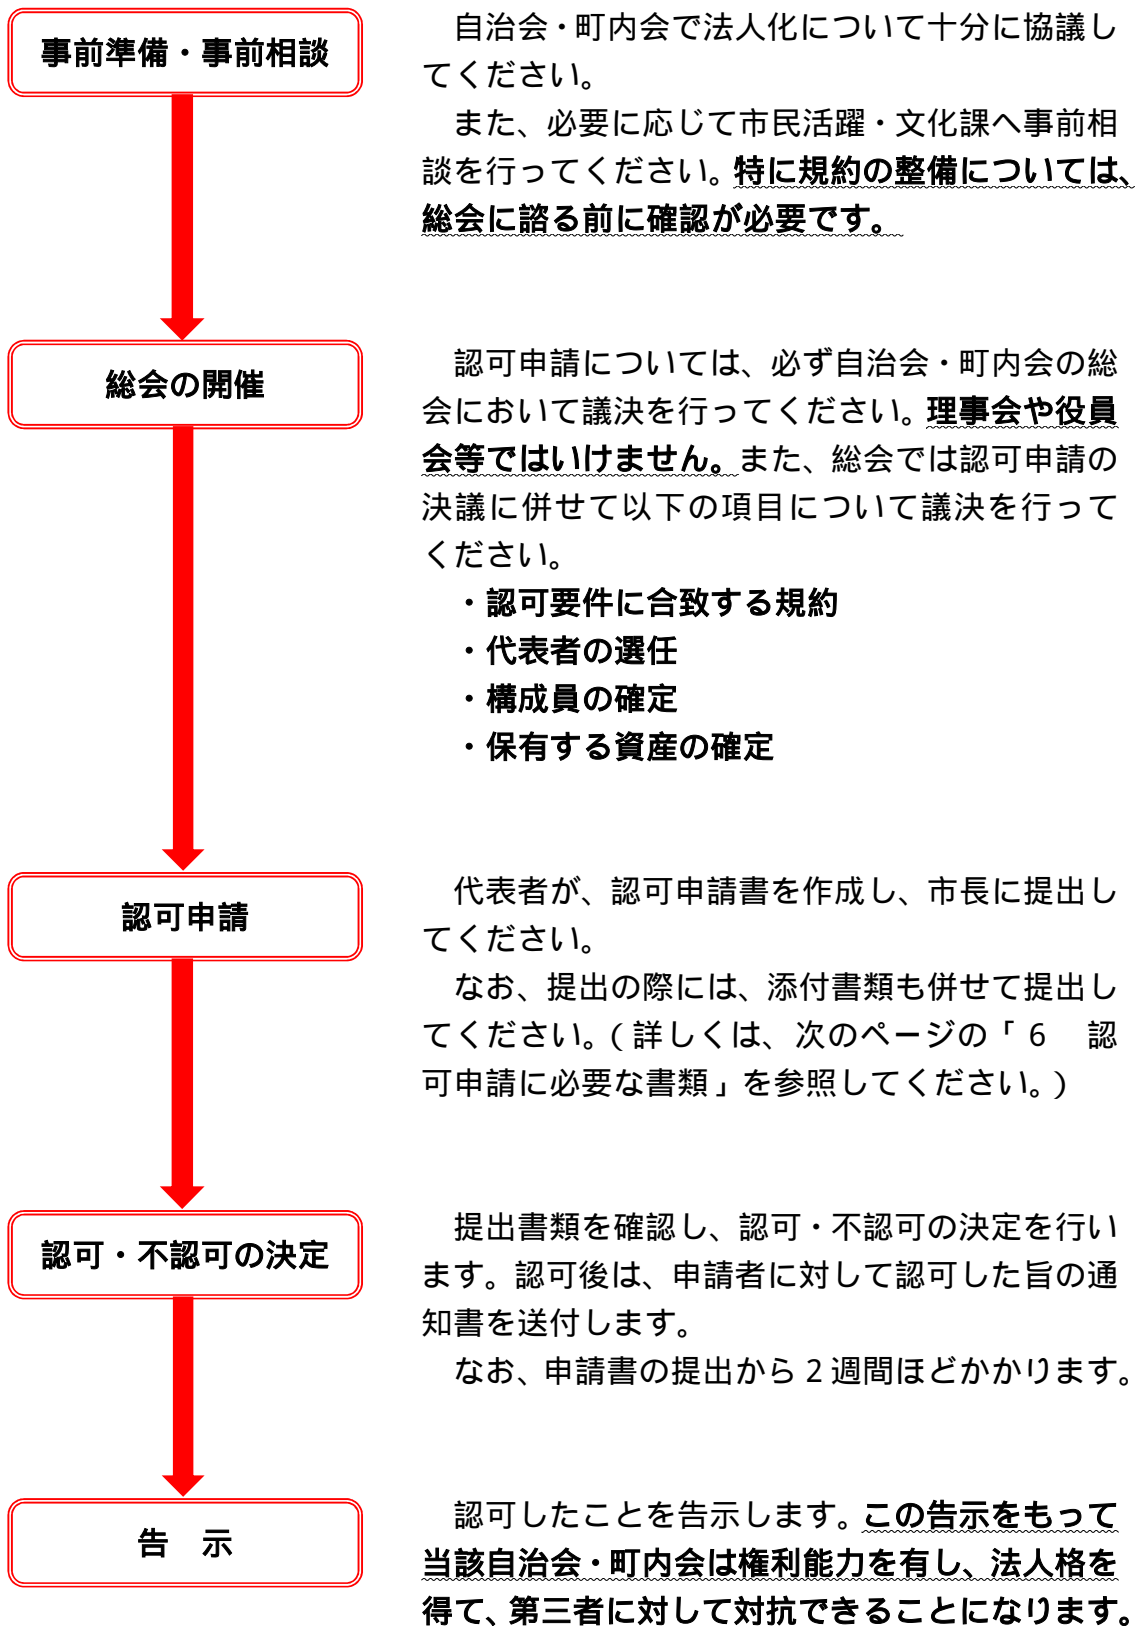 事前準備・事前相談
自治会・町内会で法人化について十分に協議し
てください。
また、必要に応じて市民活躍・文化課へ事前相
談を行ってください。特に規約の整備については、
総会に諮る前に確認が必要です。
総会の開催
認可申請については、必ず自治会・町内会の総
会において議決を行ってください。理事会や役員
会等ではいけません。また、総会では認可申請の
決議に併せて以下の項目について議決を行って
ください。
・認可要件に合致する規約
・代表者の選任
・構成員の確定
・保有する資産の確定
認可申請
代表者が、認可申請書を作成し、市長に提出し
てください。
なお、提出の際には、添付書類も併せて提出し
てください。(詳しくは、次のページの「6　認
可申請に必要な書類」を参照してください。)
認可・不認可の決定
提出書類を確認し、認可・不認可の決定を行い
ます。認可後は、申請者に対して認可した旨の通
知書を送付します。
なお、申請書の提出から2週間ほどかかります。
告　示
認可したことを告示します。この告示をもって
当該自治会・町内会は権利能力を有し、法人格を
得て、第三者に対して対抗できることになります。